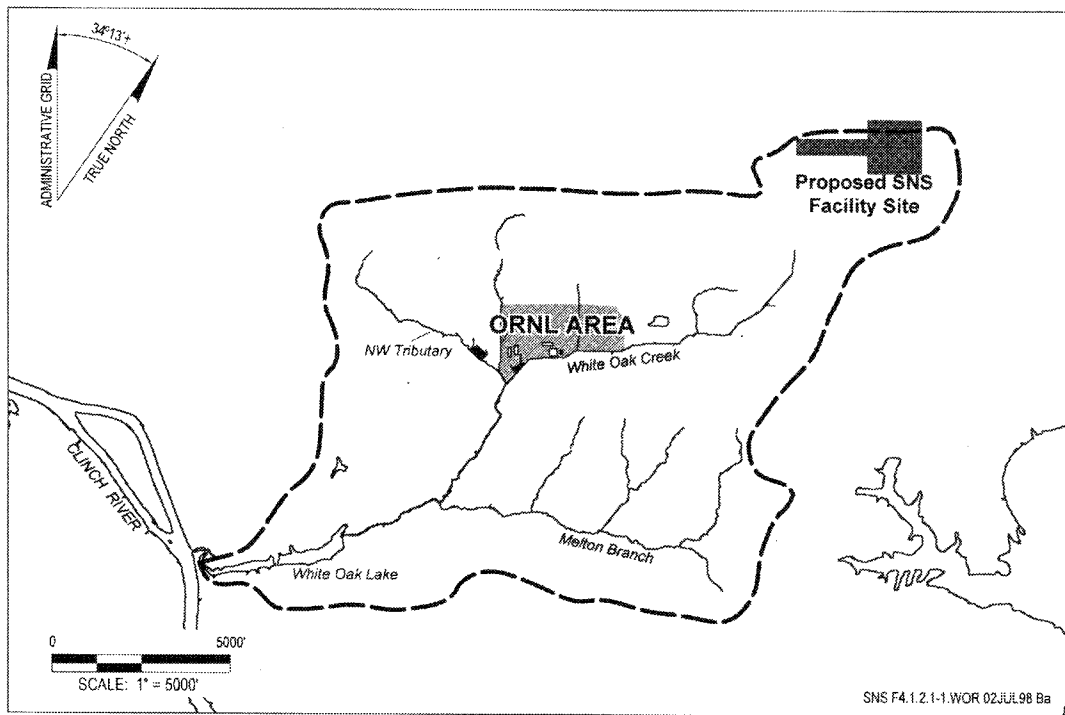 34°13'+
ADMINISTRATIVE GRID
TRUE NORTH
Proposed SNS
Facility Site
ORNL AREA
NW Tributary
White Oak Creek
CLINCH RIVER
Melton Branch
White Oak Lake
0 5000'
SCALE: 1" = 5000'
SNS F4.1.2.1-1.WOR 02JUL98 Ba